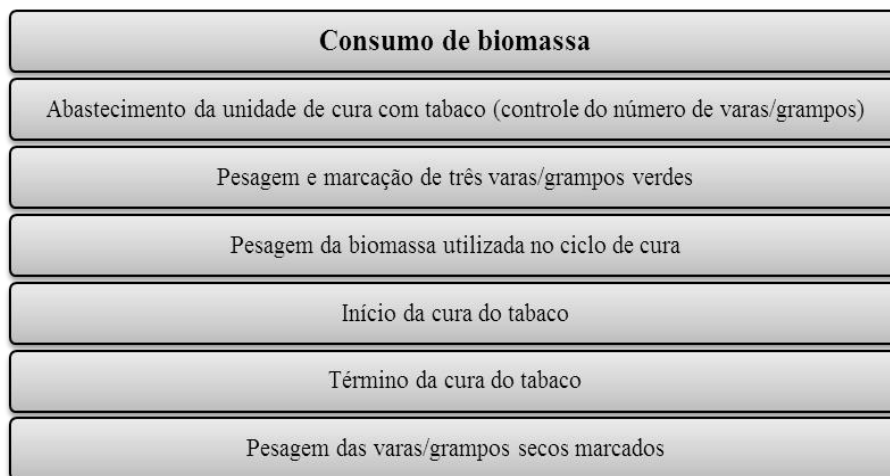 Consumo de biomassa
Abastecimento da unidade de cura com tabaco (controle do número de varas/grampos)
Pesagem e marcação de três varas/grampos verdes
Pesagem da biomassa utilizada no ciclo de cura
Início da cura do tabaco
Término da cura do tabaco
Pesagem das varas/grampos secos marcados